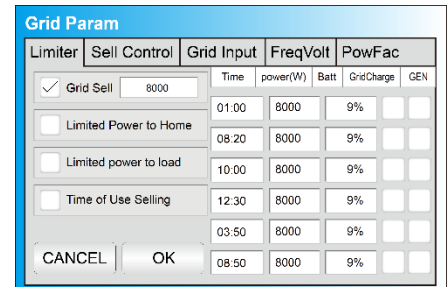 Grid Param
Limiter Sell Control Grid Input FreqVolt PowFac
Time power(W) Batt GridCharge GEN
Grid Sell 8000
01:00 8000 9%
Limited Power to Home
08:20 8000 9%
Limited power to load
10:00 8000 9%
Time of Use Selling
12:30 8000 9%
03:50 8000 9%
CANCEL OK
08:50 8000 9%